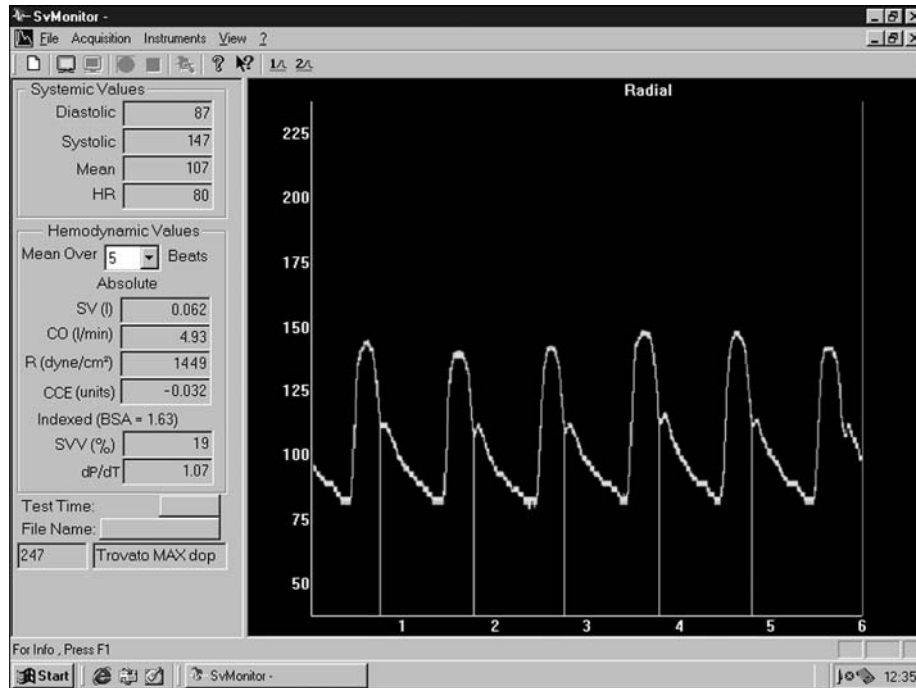 SvMonitor -
File Acquisition Instruments View ?
1 2
Systemic Values
Diastolic 87
Systolic 147
Mean 107
HR 80
Hemodynamic Values
Mean Over 5 Beats
Absolute
SV (l) 0.062
CO (l/min) 4.93
R (dyne/cm²) 1449
CCE (units) -0.032
Indexed (BSA = 1.63)
SVV (%) 19
dP/dT 1.07
Test Time:
File Name:
247 Trovato MAX dop
Radial
225
200
175
150
125
100
75
50
1 2 3 4 5 6
For Info , Press F1
Start SvMonitor - 12:35